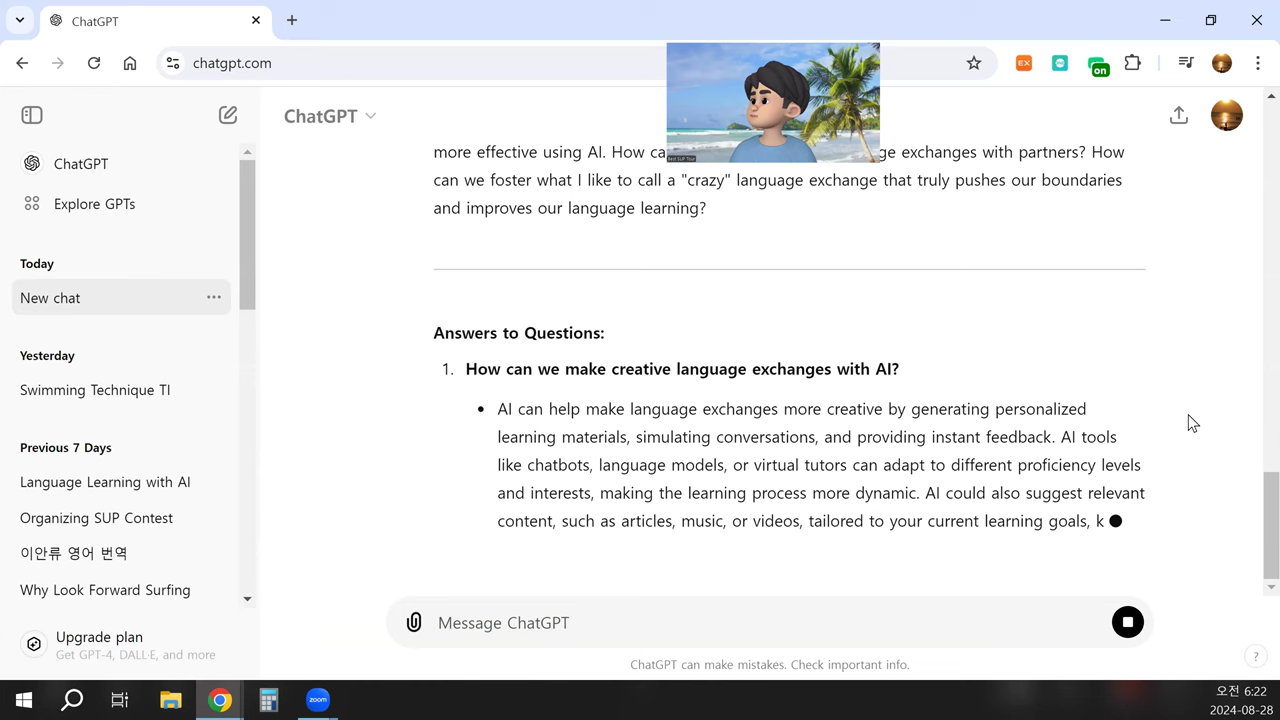 ChatGPT
chatgpt.com
EX
on
ChatGPT
Explore GPTs
Today
New chat
Yesterday
Swimming Technique TI
Previous 7 Days
Language Learning with AI
Organizing SUP Contest
이안류 영어 번역
Why Look Forward Surfing
Upgrade plan
Get GPT-4, DALL·E, and more
ChatGPT
more effective using AI. How ca ge exchanges with partners? How
can we foster what I like to call a "crazy" language exchange that truly pushes our boundaries
and improves our language learning?
Answers to Questions:
1. How can we make creative language exchanges with AI?
AI can help make language exchanges more creative by generating personalized
learning materials, simulating conversations, and providing instant feedback. AI tools
like chatbots, language models, or virtual tutors can adapt to different proficiency levels
and interests, making the learning process more dynamic. AI could also suggest relevant
content, such as articles, music, or videos, tailored to your current learning goals, k
Message ChatGPT
ChatGPT can make mistakes. Check important info.
?
zoom
오전 6:22
2024-08-28